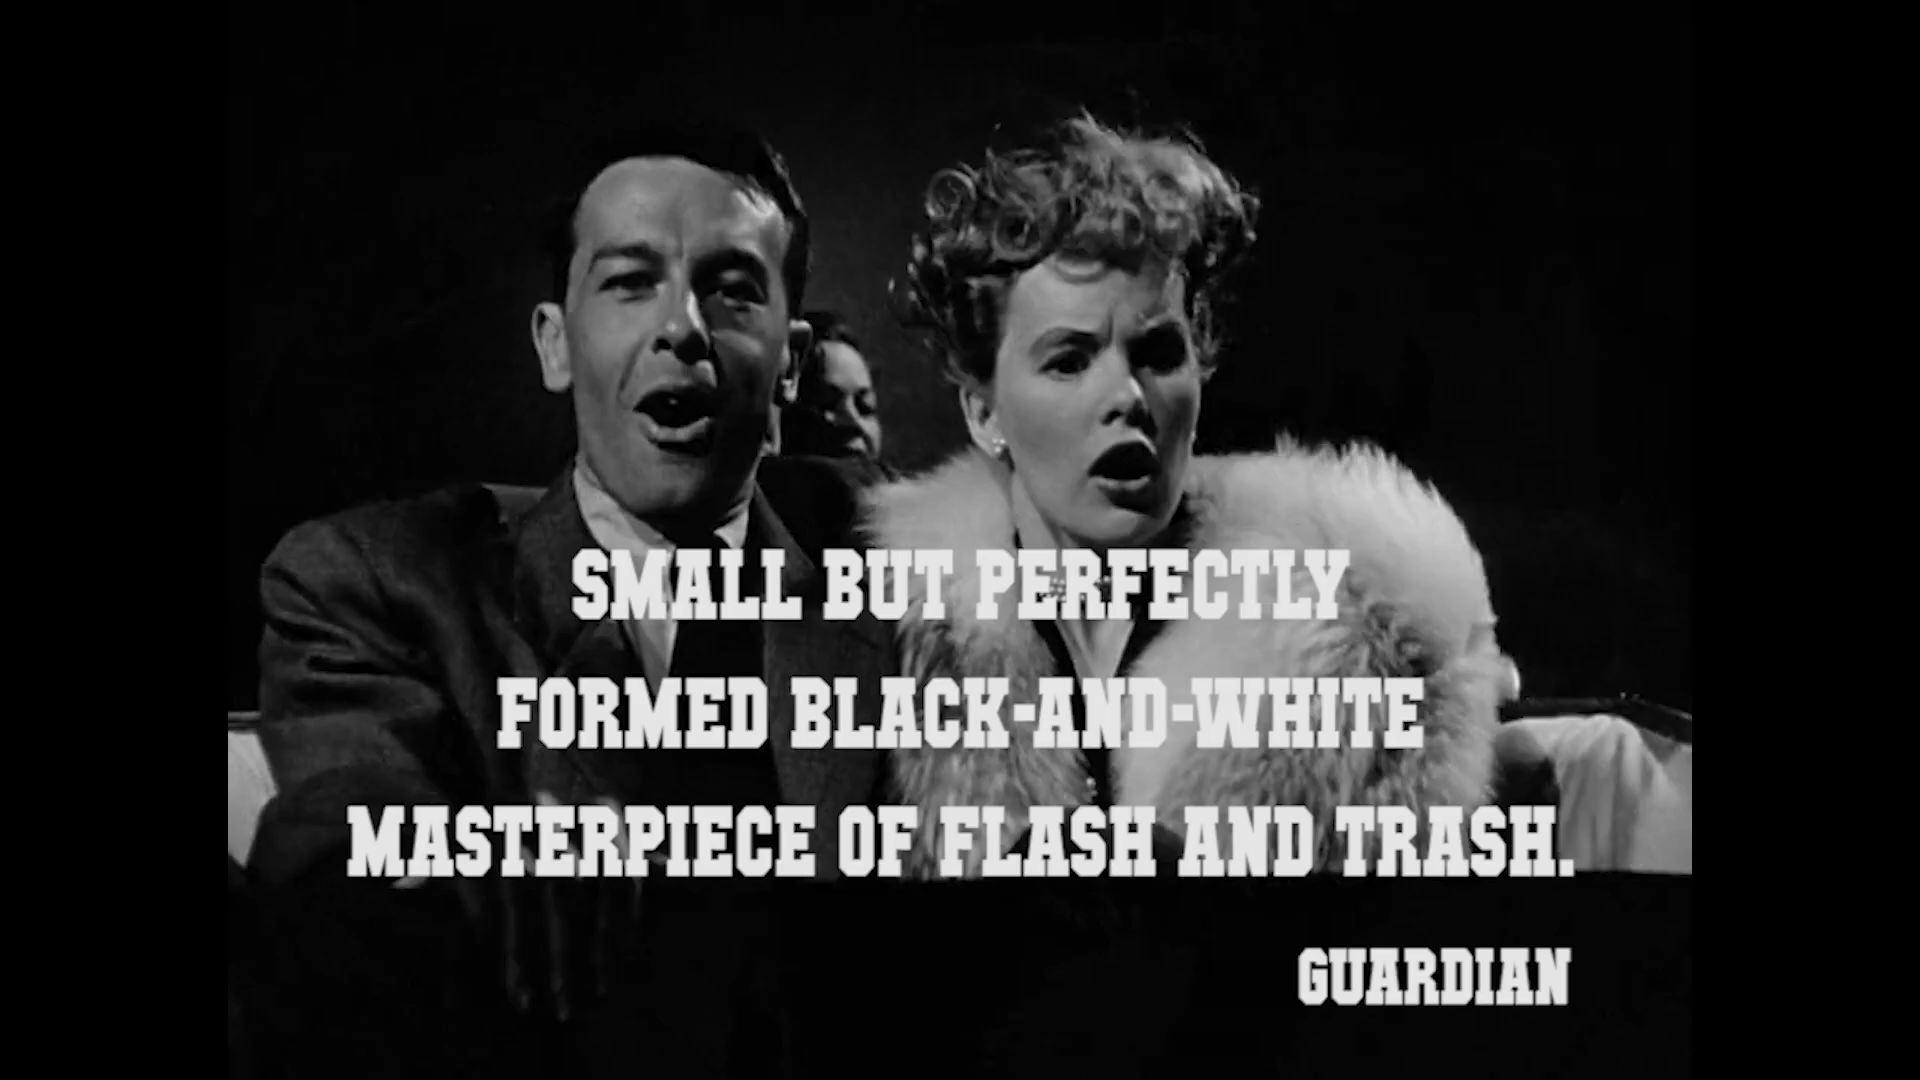 SMALL BUT PERFECTLY
FORMED BLACK-AND-WHITE
MASTERPIECE OF FLASH AND TRASH.
GUARDIAN